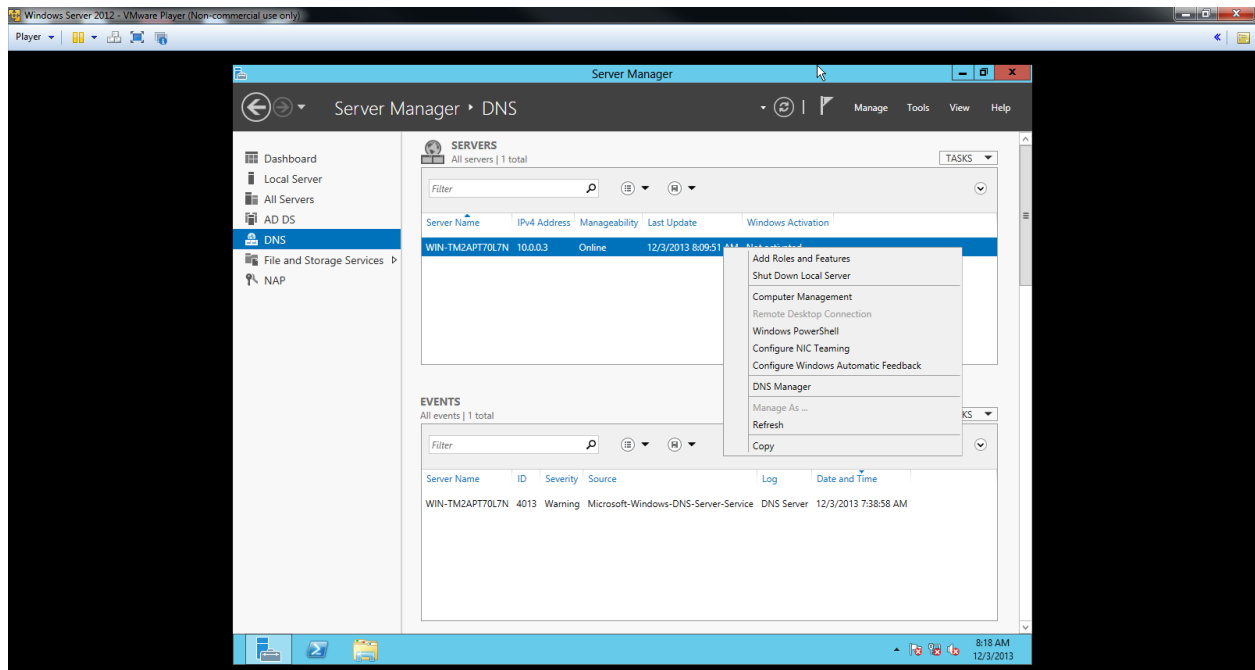 Windows Server 2012 - VMware Player (Non-commercial use only)
Player
Server Manager
Server Manager • DNS
Manage Tools View Help
Dashboard
Local Server
All Servers
AD DS
DNS
File and Storage Services
NAP
SERVERS
All servers | 1 total
TASKS
Filter
Server Name IPv4 Address Manageability Last Update Windows Activation
WIN-TM2APT70L7N 10.0.0.3 Online 12/3/2013 8:09:51 AM Not activated
Add Roles and Features
Shut Down Local Server
Computer Management
Remote Desktop Connection
Windows PowerShell
Configure NIC Teaming
Configure Windows Automatic Feedback
DNS Manager
Manage As ...
Refresh
Copy
EVENTS
All events | 1 total
KS
Filter
Server Name ID Severity Source Log Date and Time
WIN-TM2APT70L7N 4013 Warning Microsoft-Windows-DNS-Server-Service DNS Server 12/3/2013 7:38:58 AM
8:18 AM
12/3/2013